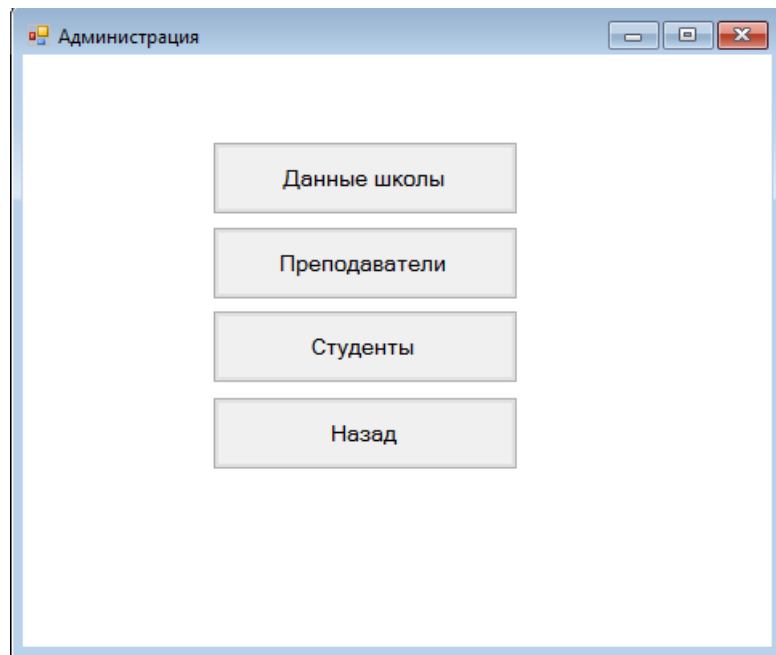 Администрация
Данные школы
Преподаватели
Студенты
Назад